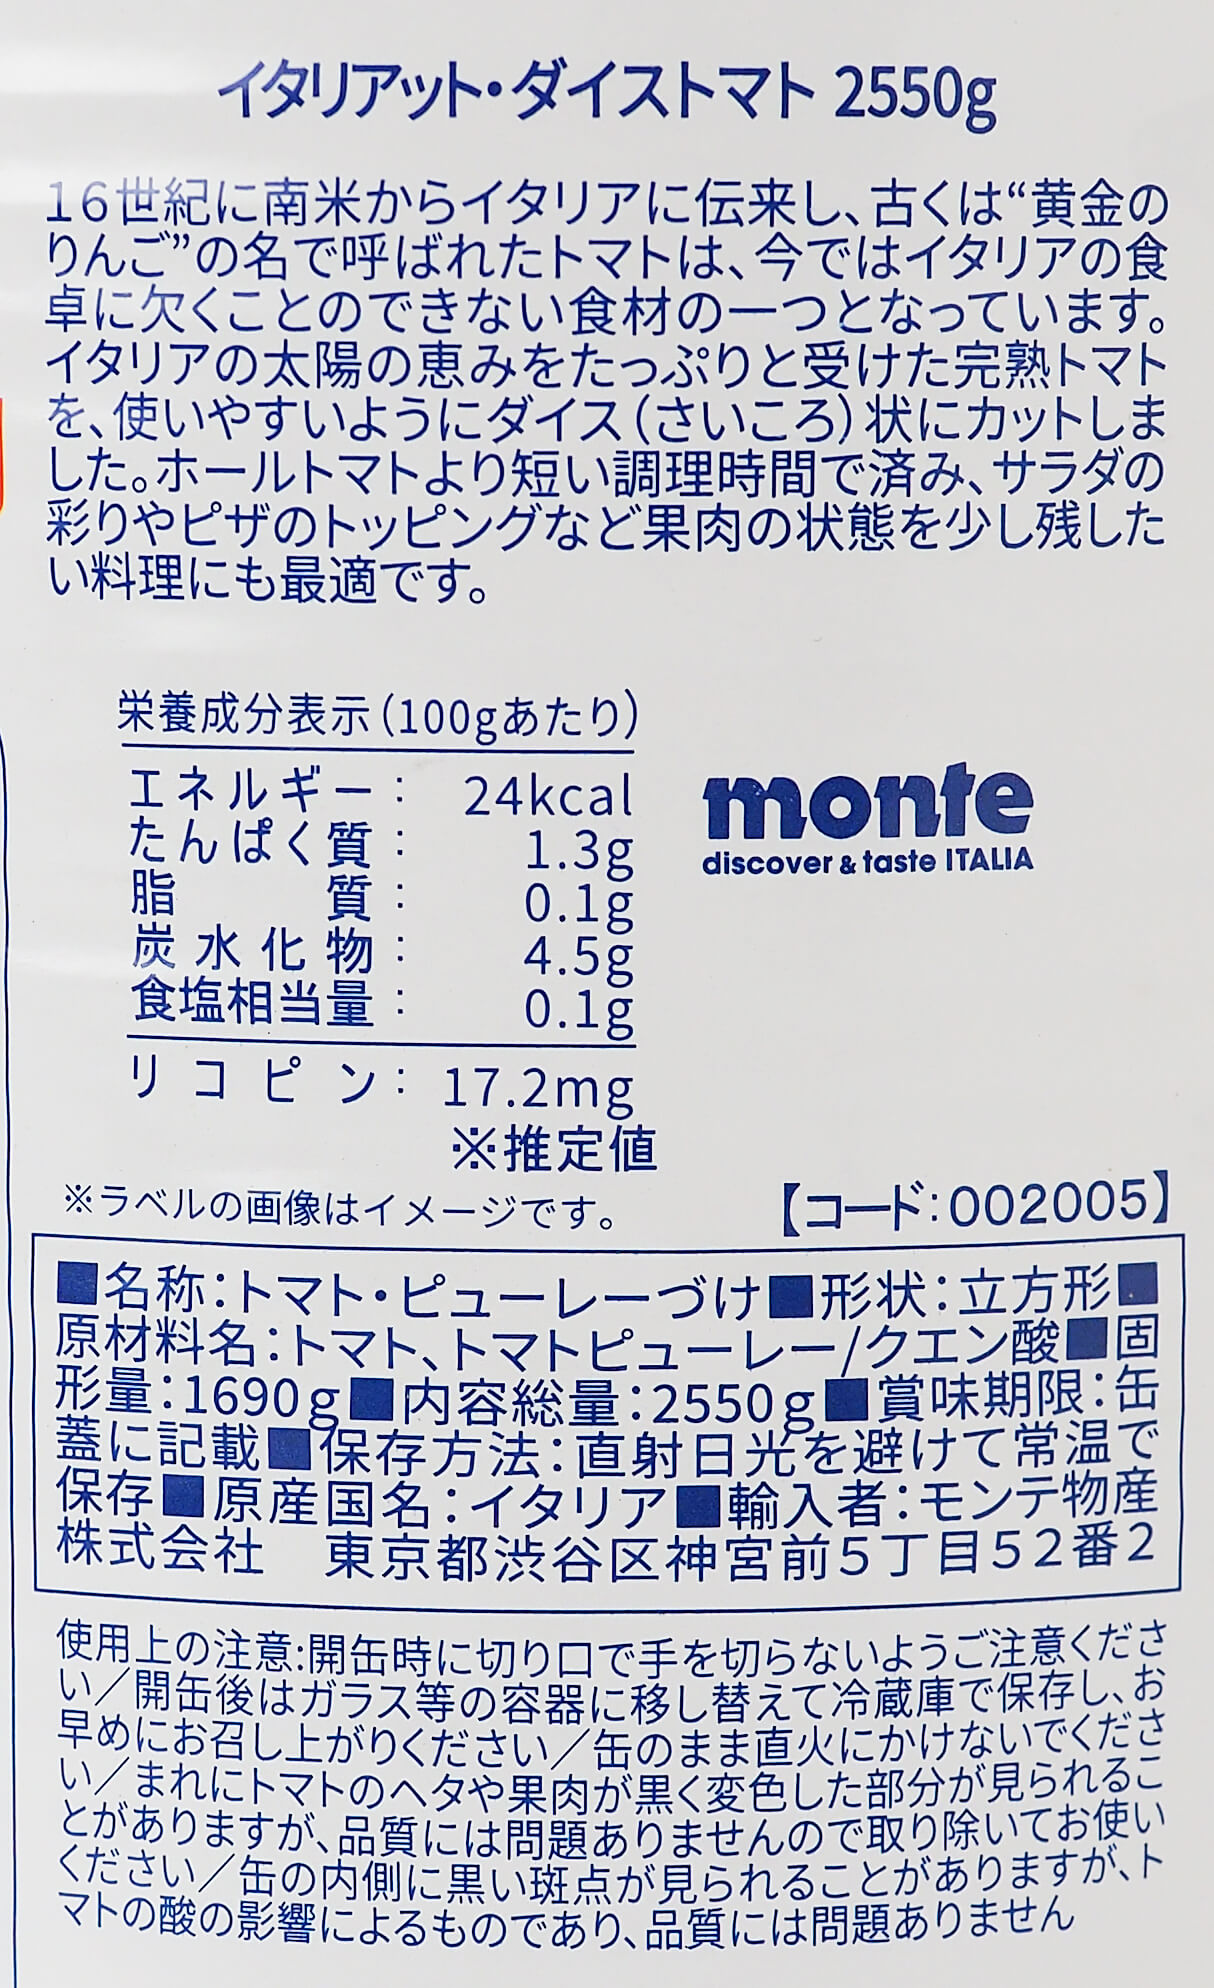 イタリアット・ダイストマト 2550g
16世紀に南米からイタリアに伝来し、古くは“黄金の
りんご”の名で呼ばれたトマトは、今ではイタリアの食
卓に欠くことのできない食材の一つとなっています。
イタリアの太陽の恵みをたっぷりと受けた完熟トマト
を、使いやすいようにダイス(さいころ)状にカットしま
した。ホールトマトより短い調理時間で済み、サラダの
彩りやピザのトッピングなど果肉の状態を少し残した
い料理にも最適です。
栄養成分表示(100gあたり)
エネルギー： 24kcal
たんぱく質： 1.3g
脂質： 0.1g
炭水化物： 4.5g
食塩相当量： 0.1g
リコピン： 17.2mg
※推定値
monte
discover & taste ITALIA
※ラベルの画像はイメージです。
【コード:002005】
■名称：トマト・ピューレーづけ■形状：立方形■
原材料名：トマト、トマトピューレー/クエン酸■固
形量：1690g■内容総量：2550g■賞味期限：缶
蓋に記載■保存方法：直射日光を避けて常温で
保存■原産国名：イタリア■輸入者：モンテ物産
株式会社　東京都渋谷区神宮前5丁目52番2
使用上の注意:開缶時に切り口で手を切らないようご注意くださ
い／開缶後はガラス等の容器に移し替えて冷蔵庫で保存し、お
早めにお召し上がりください／缶のまま直火にかけないでくださ
い／まれにトマトのヘタや果肉が黒く変色した部分が見られるこ
とがありますが、品質には問題ありませんので取り除いてお使い
ください／缶の内側に黒い斑点が見られることがありますが、ト
マトの酸の影響によるものであり、品質には問題ありません